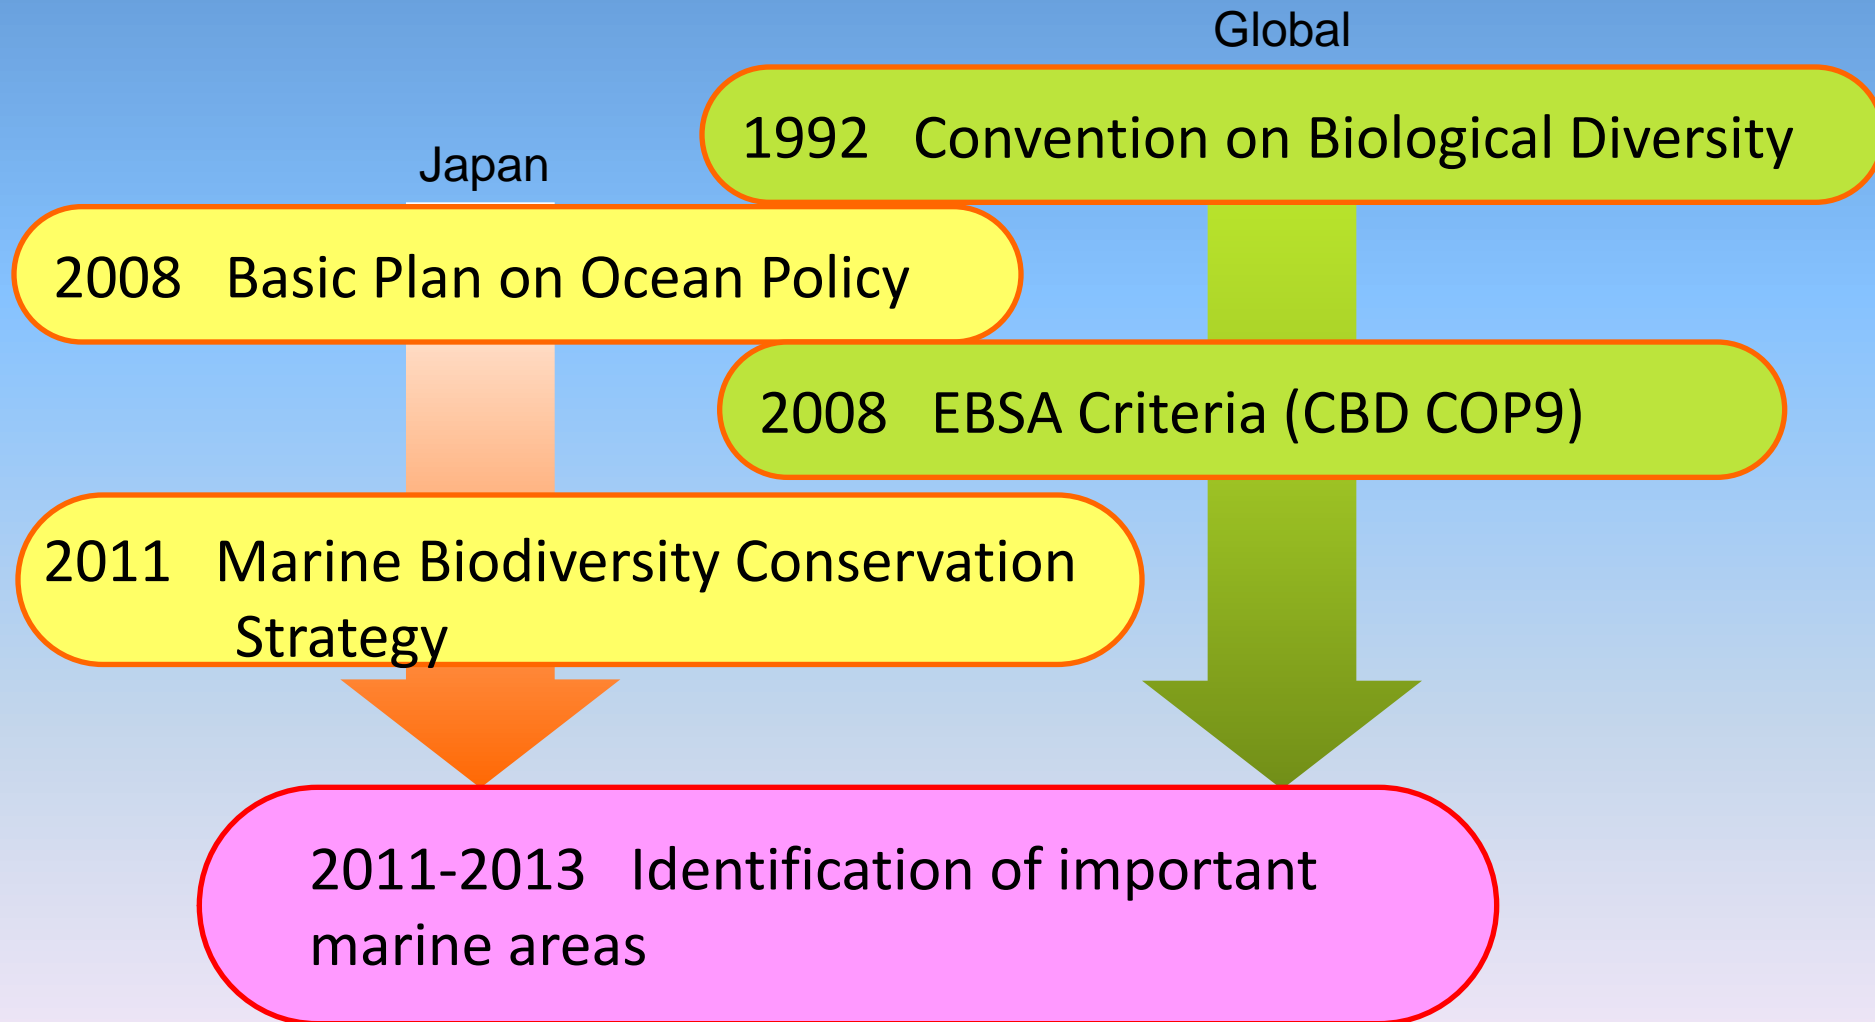 Global
1992 Convention on Biological Diversity
Japan
2008 Basic Plan on Ocean Policy
2008 EBSA Criteria (CBD COP9)
2011 Marine Biodiversity Conservation
Strategy
2011-2013 Identification of important
marine areas